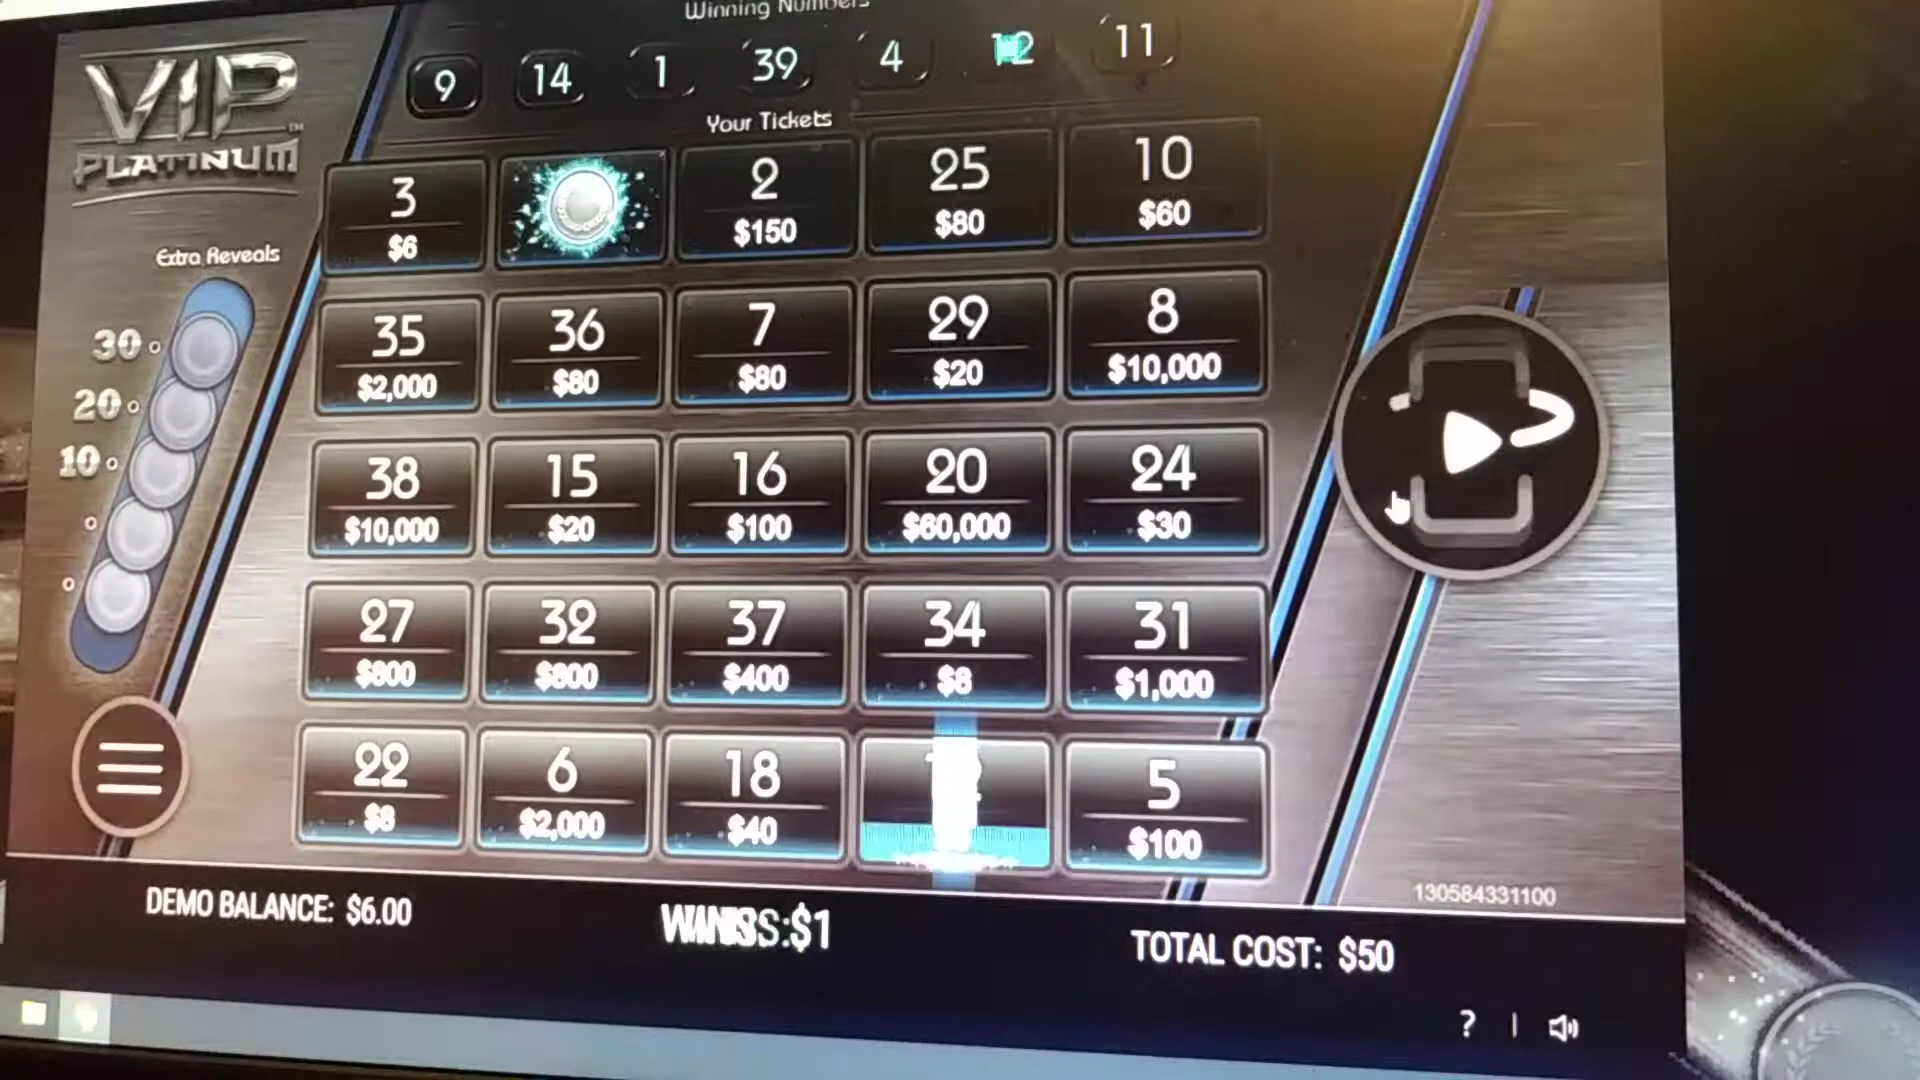 Winning Numbers
9 14 1 39 4 12 11
VIP
PLATINUM
Your Tickets
3 2 25 10
$6 $150 $80 $60
Extra Reveals
30
20
10
35 36 7 29 8
$2,000 $80 $80 $20 $10,000
38 15 16 20 24
$10,000 $20 $100 $60,000 $30
27 32 37 34 31
$800 $800 $400 $8 $1,000
22 6 18 5
$8 $2,000 $40 $100
130584331100
DEMO BALANCE: $6.00
$1
TOTAL COST: $50
?